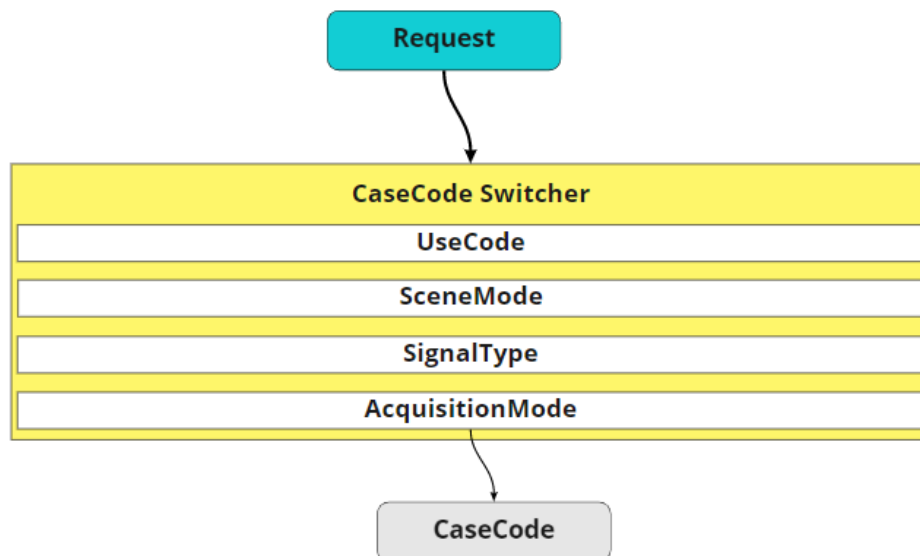 Request
CaseCode Switcher
UseCode
SceneMode
SignalType
AcquisitionMode
CaseCode